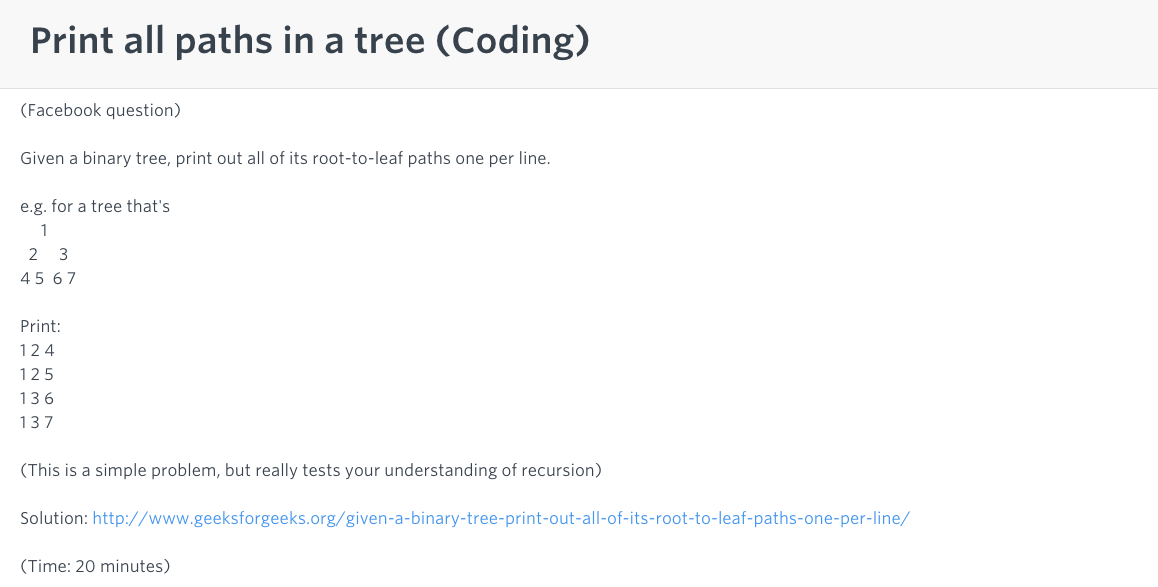 Print all paths in a tree (Coding)
(Facebook question)
Given a binary tree, print out all of its root-to-leaf paths one per line.
e.g. for a tree that's
1
2 3
4 5 6 7
Print:
1 2 4
1 2 5
1 3 6
1 3 7
(This is a simple problem, but really tests your understanding of recursion)
Solution: http://www.geeksforgeeks.org/given-a-binary-tree-print-out-all-of-its-root-to-leaf-paths-one-per-line/
(Time: 20 minutes)